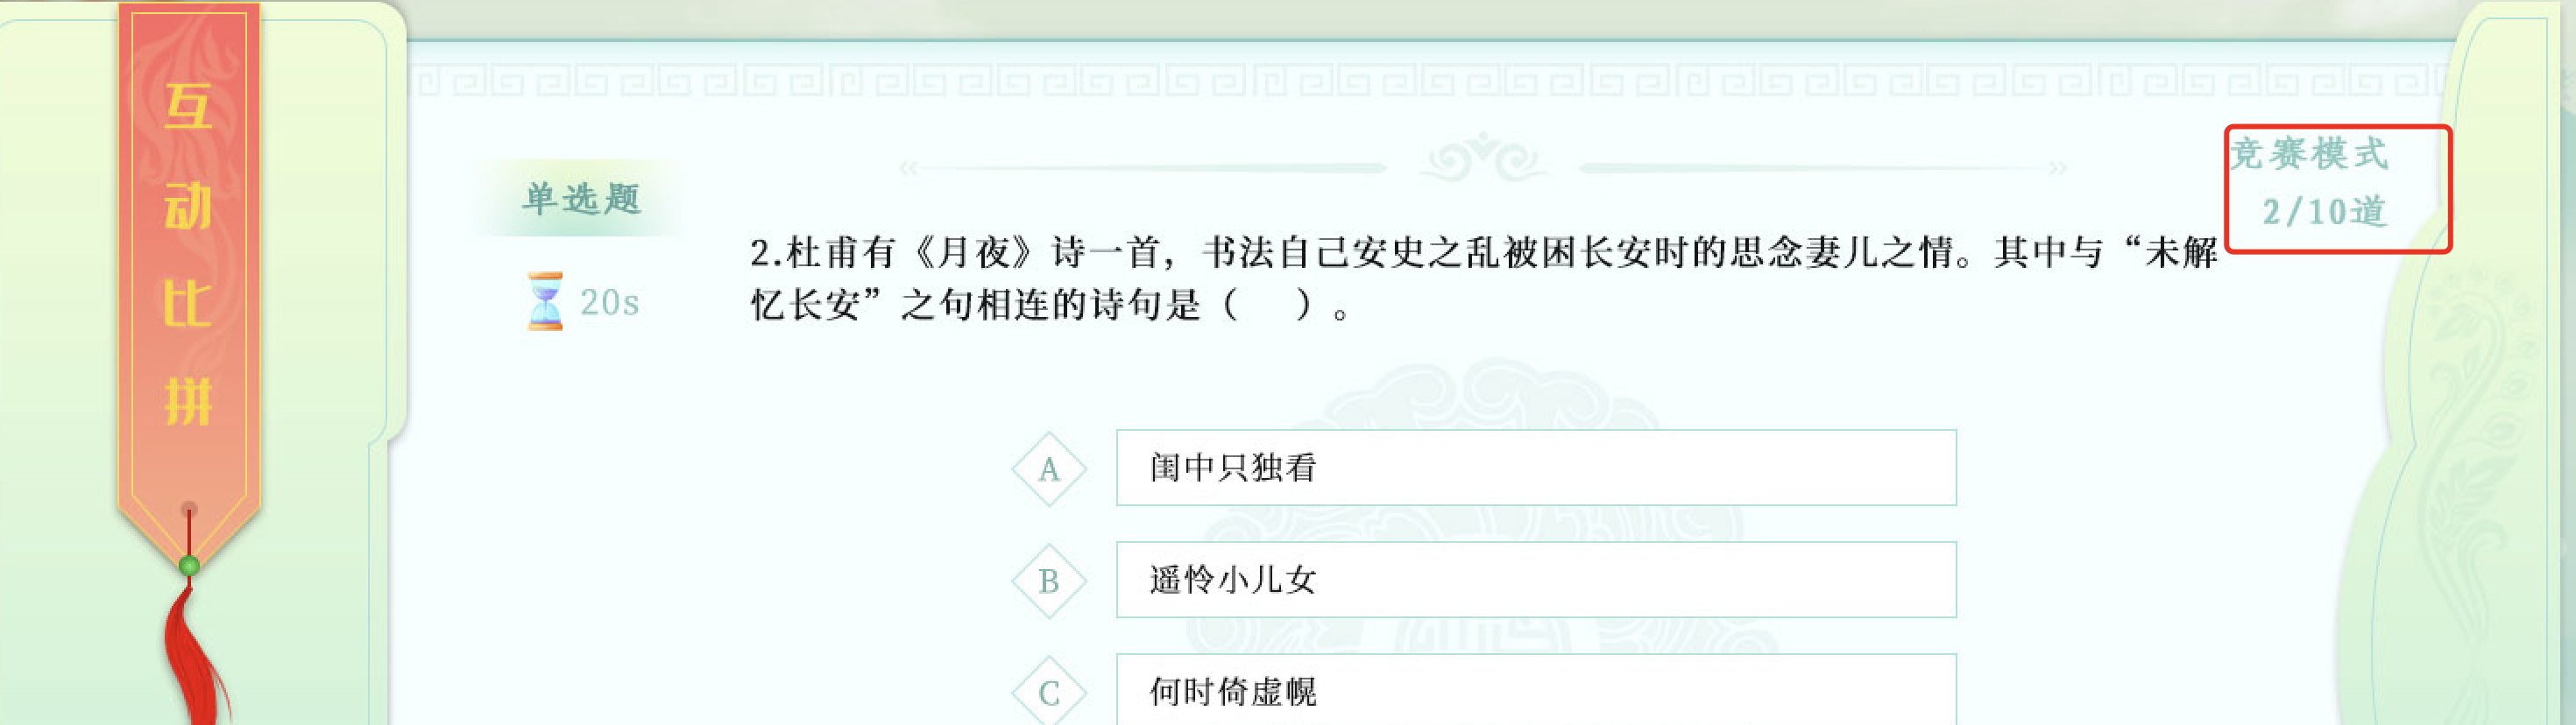 互动比拼
竞赛模式
2/10道
单选题
20s
2.杜甫有《月夜》诗一首，书法自己安史之乱被困长安时的思念妻儿之情。其中与“未解
忆长安”之句相连的诗句是（　）。
A 闺中只独看
B 遥怜小儿女
C 何时倚虚幌